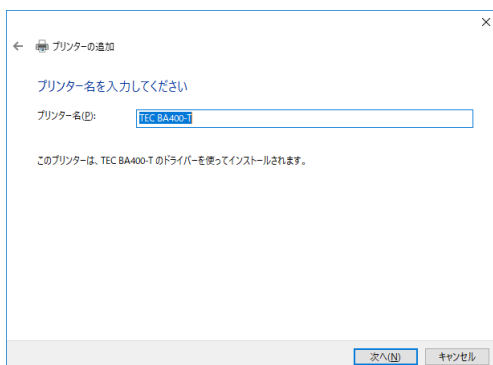 プリンターの追加
プリンター名を入力してください
プリンター名(P): TEC BA400-T
このプリンターは、TEC BA400-T のドライバーを使ってインストールされます。
次へ(N) キャンセル